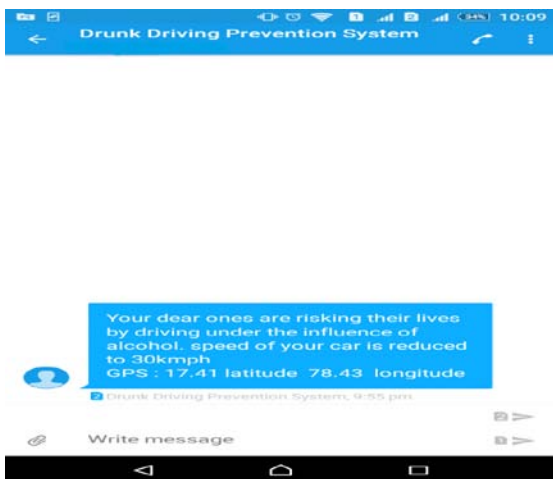 34% 10:09
Drunk Driving Prevention System
Your dear ones are risking their lives
by driving under the influence of
alcohol. speed of your car is reduced
to 30kmph
GPS : 17.41 latitude 78.43 longitude
2 Drunk Driving Prevention System, 9:55 pm
Write message